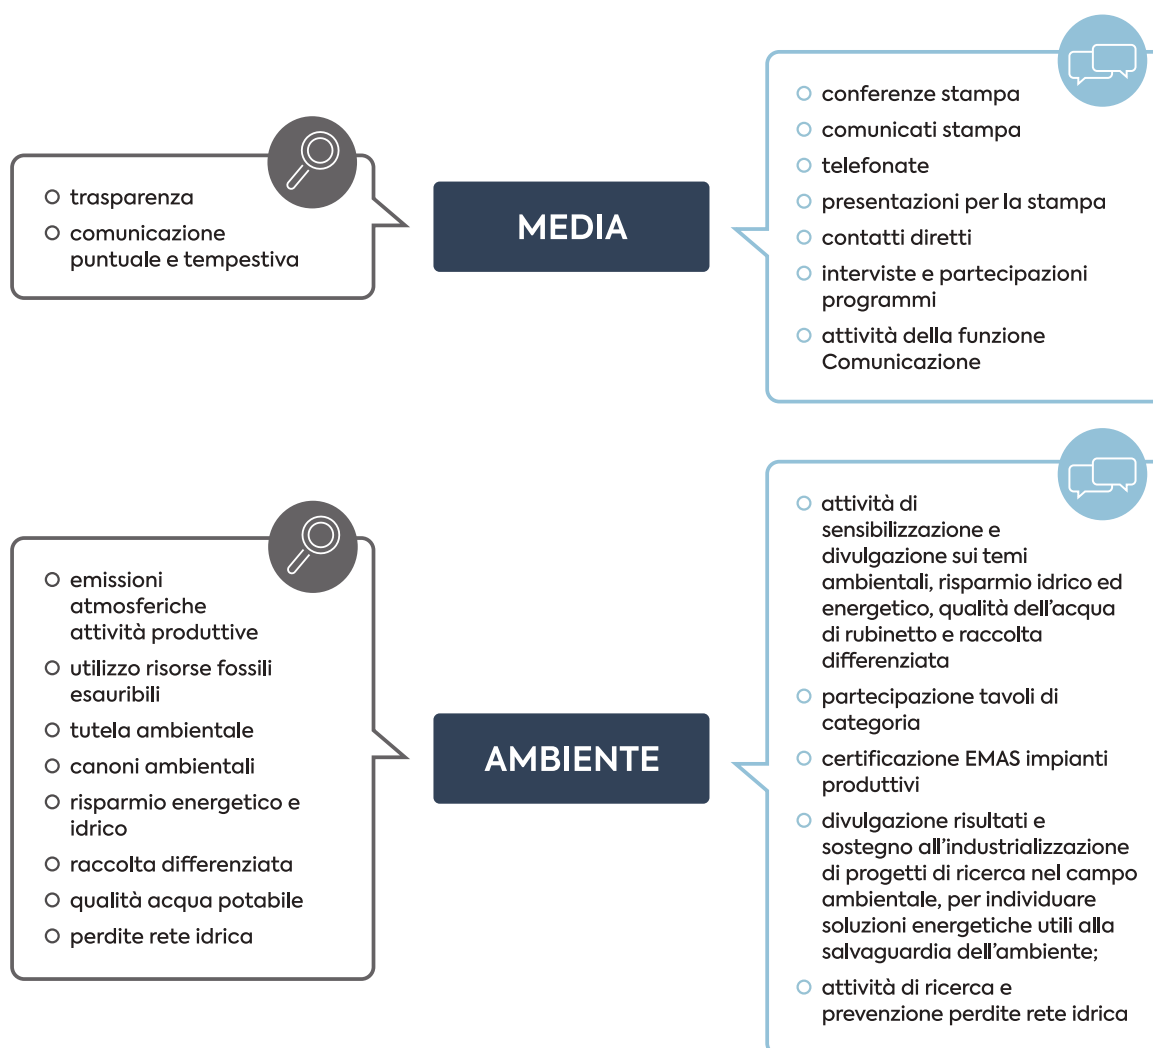 trasparenza
comunicazione
puntuale e tempestiva
MEDIA
conferenze stampa
comunicati stampa
telefonate
presentazioni per la stampa
contatti diretti
interviste e partecipazioni
programmi
attività della funzione
Comunicazione
emissioni
atmosferiche
attività produttive
utilizzo risorse fossili
esauribili
tutela ambientale
canoni ambientali
risparmio energetico e
idrico
raccolta differenziata
qualità acqua potabile
perdite rete idrica
AMBIENTE
attività di
sensibilizzazione e
divulgazione sui temi
ambientali, risparmio idrico ed
energetico, qualità dell'acqua
di rubinetto e raccolta
differenziata
partecipazione tavoli di
categoria
certificazione EMAS impianti
produttivi
divulgazione risultati e
sostegno all'industrializzazione
di progetti di ricerca nel campo
ambientale, per individuare
soluzioni energetiche utili alla
salvaguardia dell'ambiente;
attività di ricerca e
prevenzione perdite rete idrica